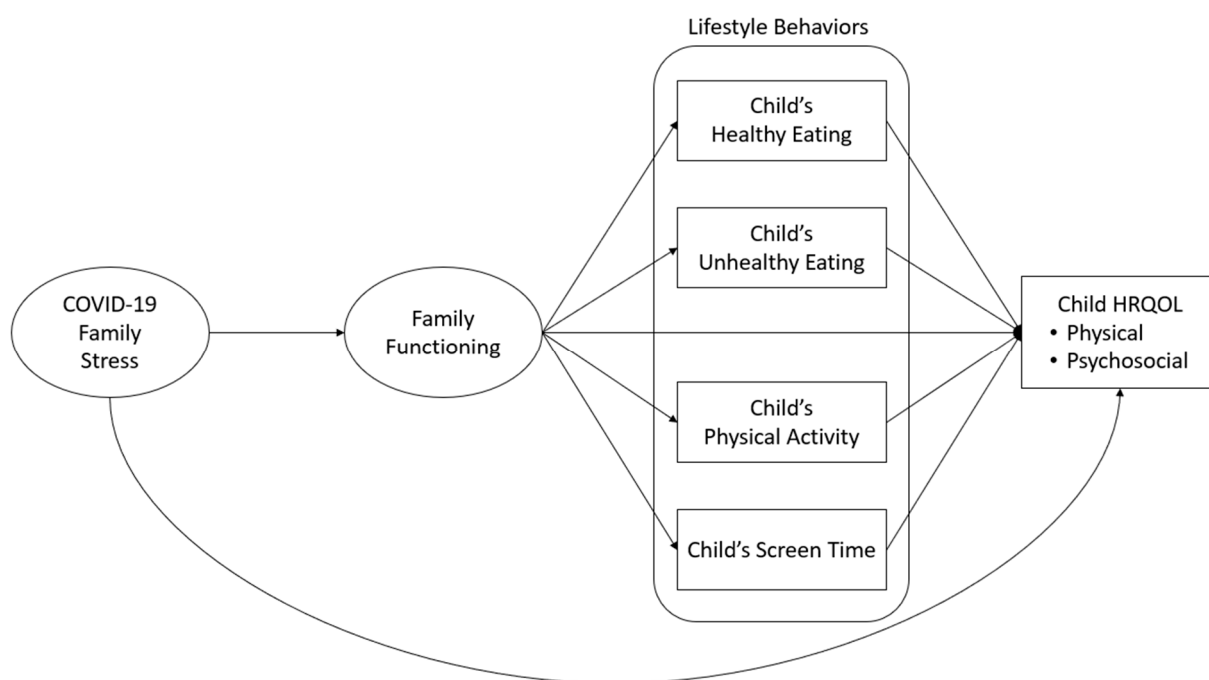 Lifestyle Behaviors
Child's
Healthy Eating
Child's
Unhealthy Eating
COVID-19
Family
Stress
Family
Functioning
Child HRQOL
• Physical
• Psychosocial
Child's
Physical Activity
Child's Screen Time